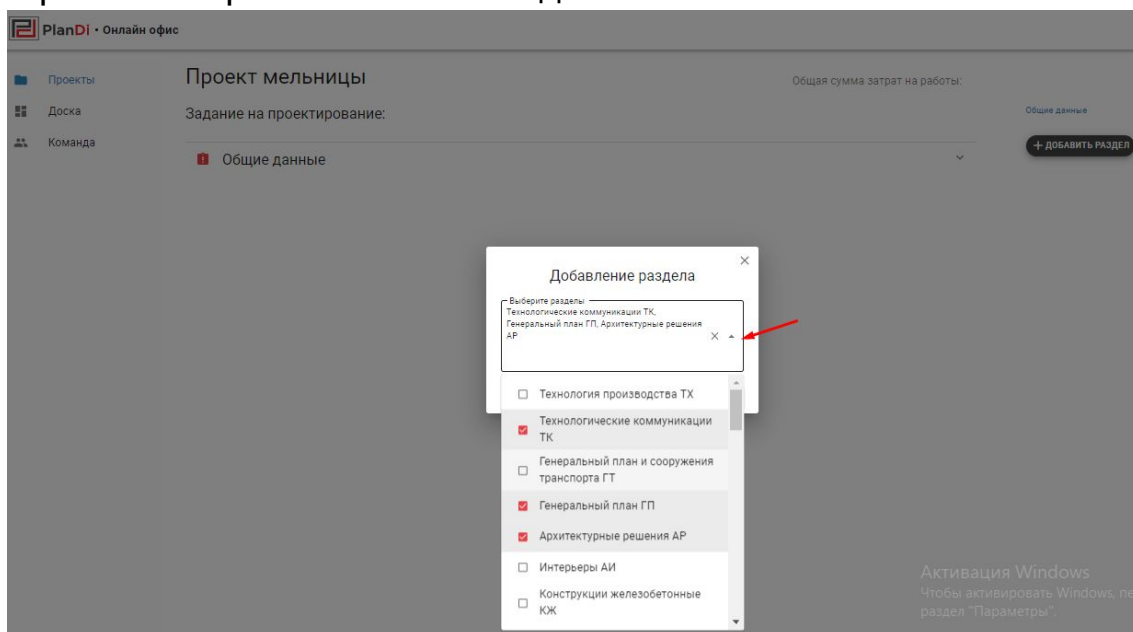 PlanDi • Онлайн офис
Проекты
Доска
Команда
Проект мельницы
Общая сумма затрат на работы:
Задание на проектирование:
Общие данные
Общие данные
+ ДОБАВИТЬ РАЗДЕЛ
Добавление раздела
Выберите разделы
Технологические коммуникации ТК,
Генеральный план ГП, Архитектурные решения
АР
Технология производства ТХ
Технологические коммуникации
ТК
Генеральный план и сооружения
транспорта ГТ
Генеральный план ГП
Архитектурные решения АР
Интерьеры АИ
Конструкции железобетонные
КЖ
Активация Windows
Чтобы активировать Windows, пе
раздел "Параметры".